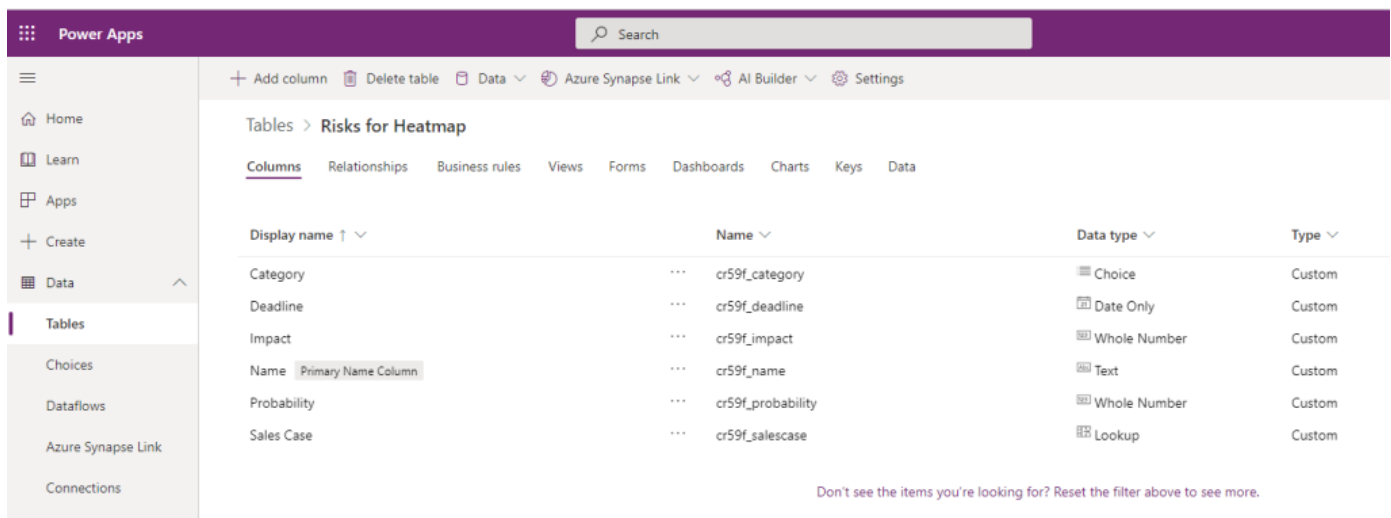 Power Apps
Search
Add column Delete table Data Azure Synapse Link AI Builder Settings
Home
Learn
Apps
Create
Data
Tables
Choices
Dataflows
Azure Synapse Link
Connections
Tables > Risks for Heatmap
Columns Relationships Business rules Views Forms Dashboards Charts Keys Data
Display name ↑ Name Data type Type
Category ... cr59f_category Choice Custom
Deadline ... cr59f_deadline Date Only Custom
Impact ... cr59f_impact Whole Number Custom
Name Primary Name Column ... cr59f_name Text Custom
Probability ... cr59f_probability Whole Number Custom
Sales Case ... cr59f_salescase Lookup Custom
Don't see the items you're looking for? Reset the filter above to see more.